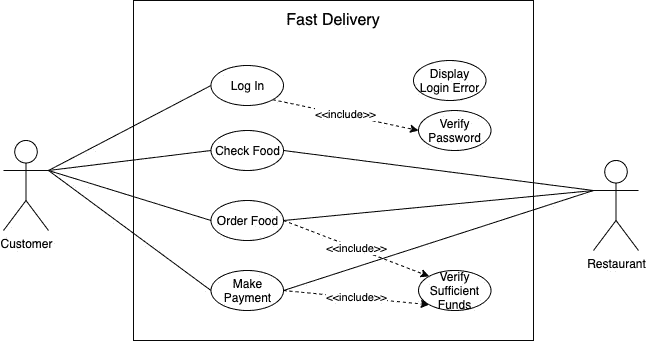 Fast Delivery
Log In
Display
Login Error
<<include>>
Verify
Password
Check Food
Customer
Order Food
Restaurant
<<include>>
Make
Payment
<<include>>
Verify
Sufficient
Funds